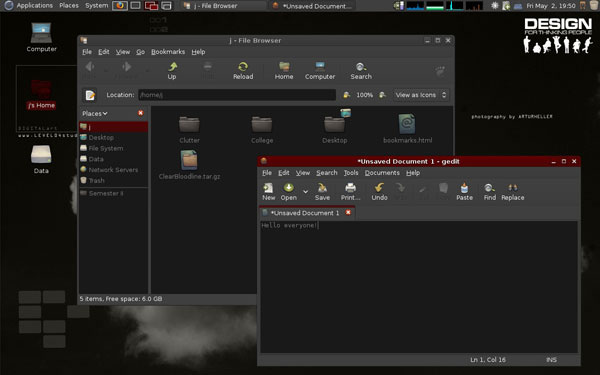 Applications Places System j - File Browser *Unsaved Document... Fri May 2, 19:50
DESIGN
FOR THINKING PEOPLE
Computer
j's Home
Data
photography by ARTURHELLER
j - File Browser
File Edit View Go Bookmarks Help
Up Reload Home Computer Search
Location: /home/j 100% View as Icons
Places
j
Desktop
File System
Data
Network Servers
Trash
Semester II
Clutter College Desktop bookmarks.html
ClearBloodline.tar.gz
5 items, Free space: 6.0 GB
*Unsaved Document 1 - gedit
File Edit View Search Tools Documents Help
New Open Save Print... Undo Paste Find Replace
*Unsaved Document 1
Hello everyone!
Ln 1, Col 16 INS